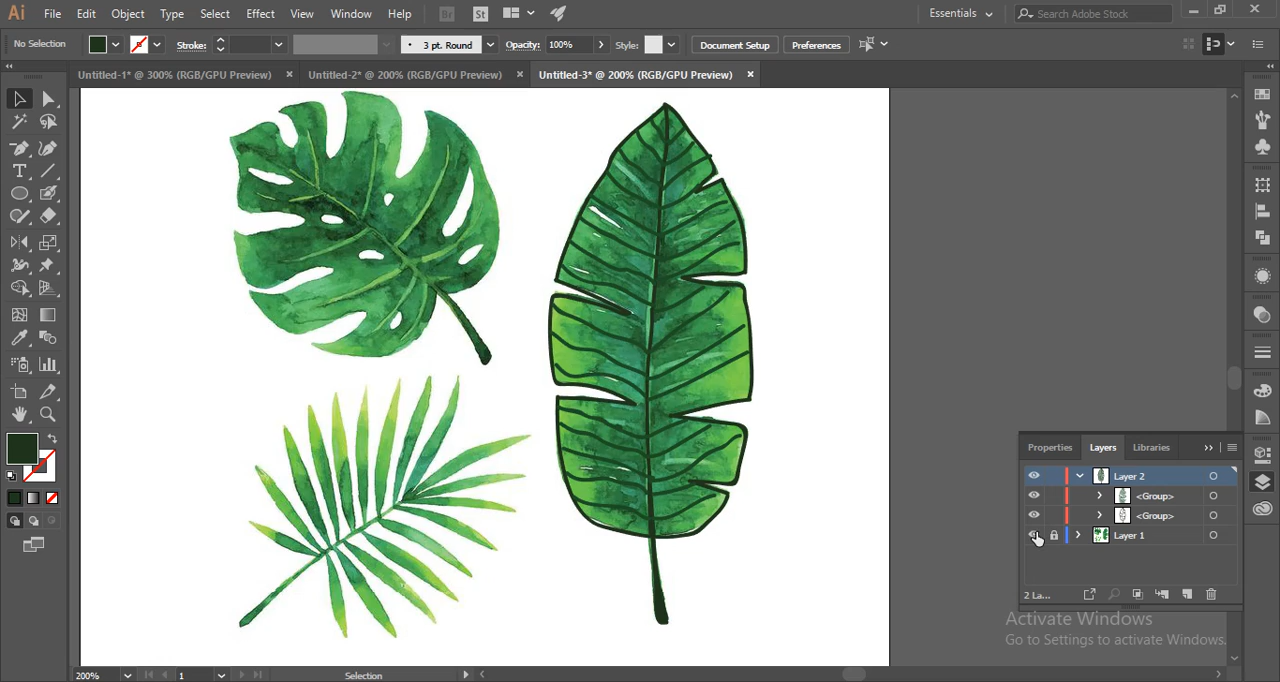 Ai File Edit Object Type Select Effect View Window Help Br St Essentials Search Adobe Stock
No Selection Stroke: 3 pt. Round Opacity: 100% Style: Document Setup Preferences
Untitled-1* @ 300% (RGB/GPU Preview) × Untitled-2* @ 200% (RGB/GPU Preview) × Untitled-3* @ 200% (RGB/GPU Preview) ×
Properties Layers Libraries
Layer 2
<Group>
<Group>
Layer 1
2 La...
Activate Windows
Go to Settings to activate Windows.
200% 1 Selection